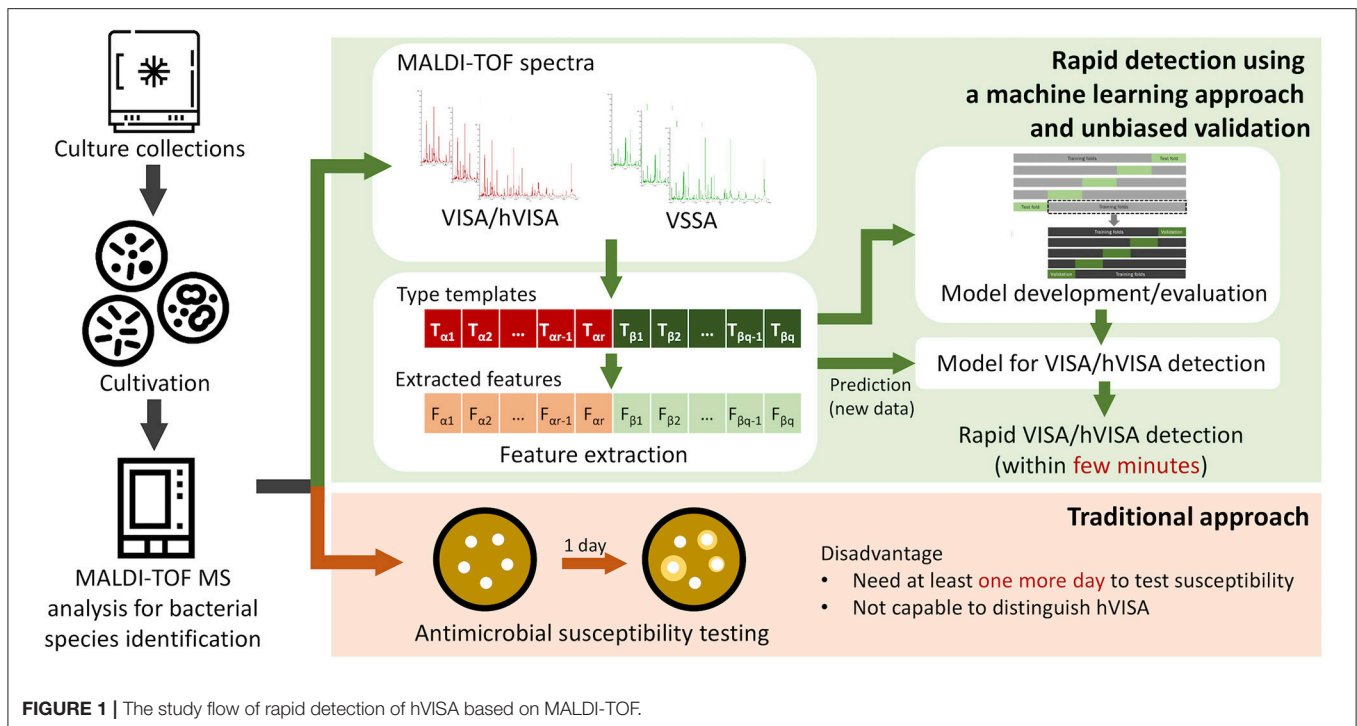 Culture collections
Cultivation
MALDI-TOF MS
analysis for bacterial
species identification
MALDI-TOF spectra
VISA/hVISA
VSSA
Type templates
Tα1 Tα2 ... Tαr-1 Tαr Tβ1 Tβ2 ... Tβq-1 Tβq
Extracted features
Fα1 Fα2 ... Fαr-1 Fαr Fβ1 Fβ2 ... Fβq-1 Fβq
Feature extraction
Rapid detection using
a machine learning approach
and unbiased validation
Training folds Test fold
Test fold Training folds
Training folds Validation
Validation Training folds
Model development/evaluation
Prediction
(new data)
Model for VISA/hVISA detection
Rapid VISA/hVISA detection
(within few minutes)
Traditional approach
1 day
Antimicrobial susceptibility testing
Disadvantage
• Need at least one more day to test susceptibility
• Not capable to distinguish hVISA
FIGURE 1 | The study flow of rapid detection of hVISA based on MALDI-TOF.